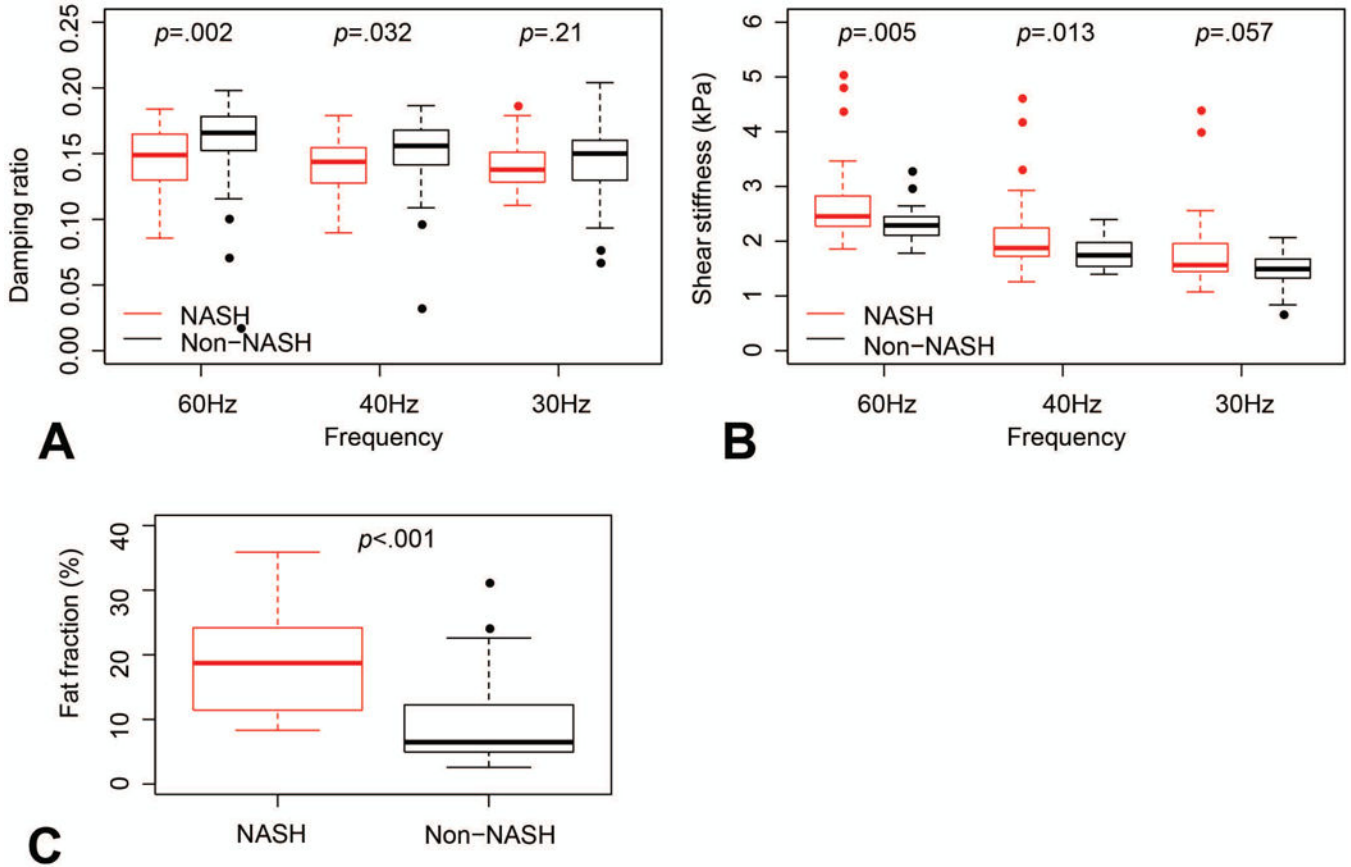 p=.002 p=.032 p=.21
Damping ratio
0.25
0.20
0.15
0.10
0.05
0.00
NASH
Non−NASH
60Hz 40Hz 30Hz
Frequency
A
p=.005 p=.013 p=.057
Shear stiffness (kPa)
6
5
4
3
2
1
0
NASH
Non−NASH
60Hz 40Hz 30Hz
Frequency
B
p<.001
Fat fraction (%)
40
30
20
10
0
NASH Non−NASH
C